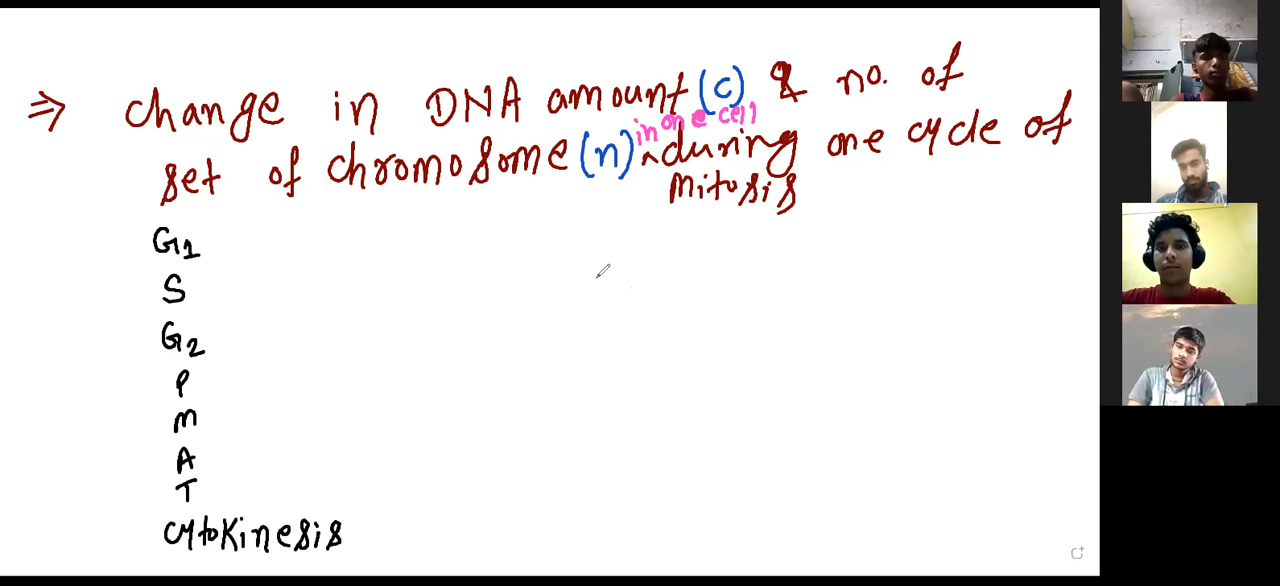 ⇒ change in DNA amount (c) & no. of
set of chromosome (n) ^ in one cell during one cycle of
Mitosis
G1
S
G2
P
M
A
T
cytokinesis